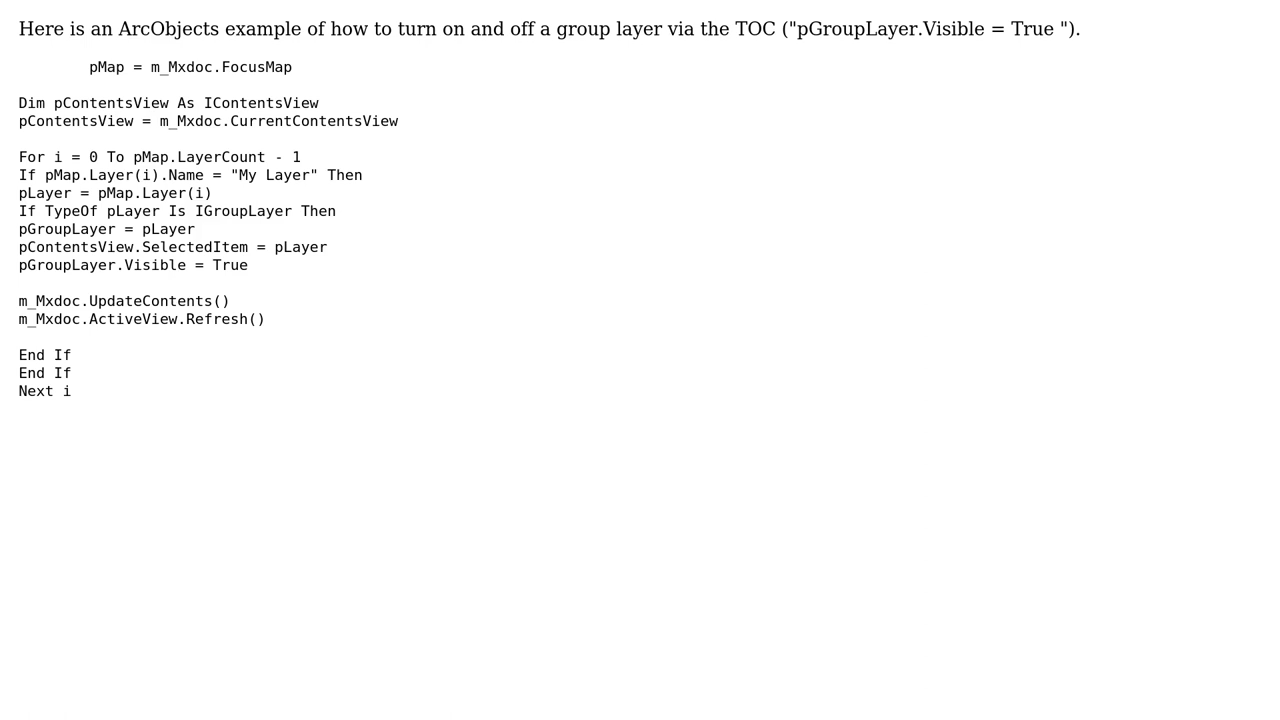 Here is an ArcObjects example of how to turn on and off a group layer via the TOC ("pGroupLayer.Visible = True ").
pMap = m_Mxdoc.FocusMap
Dim pContentsView As IContentsView
pContentsView = m_Mxdoc.CurrentContentsView
For i = 0 To pMap.LayerCount - 1
If pMap.Layer(i).Name = "My Layer" Then
pLayer = pMap.Layer(i)
If TypeOf pLayer Is IGroupLayer Then
pGroupLayer = pLayer
pContentsView.SelectedItem = pLayer
pGroupLayer.Visible = True
m_Mxdoc.UpdateContents()
m_Mxdoc.ActiveView.Refresh()
End If
End If
Next i